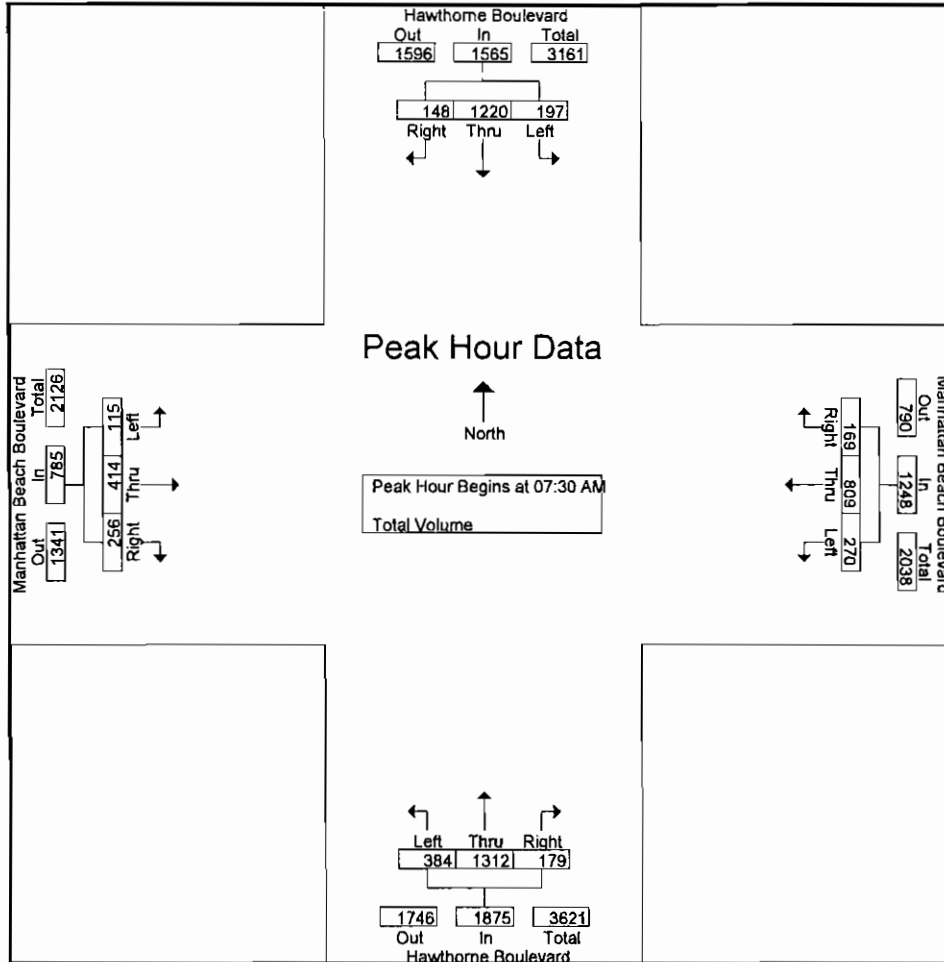 Hawthorne Boulevard
Out In Total
1596 1565 3161
148 1220 197
Right Thru Left
Peak Hour Data
North
Peak Hour Begins at 07:30 AM
Total Volume
Manhattan Beach Boulevard
Out In Total
1341 785 2126
Left Thru Right
115 414 256
Manhattan Beach Boulevard
Out In Total
790 1248 2038
Right Thru Left
169 809 270
Left Thru Right
384 1312 179
1746 1875 3621
Out In Total
Hawthorne Boulevard